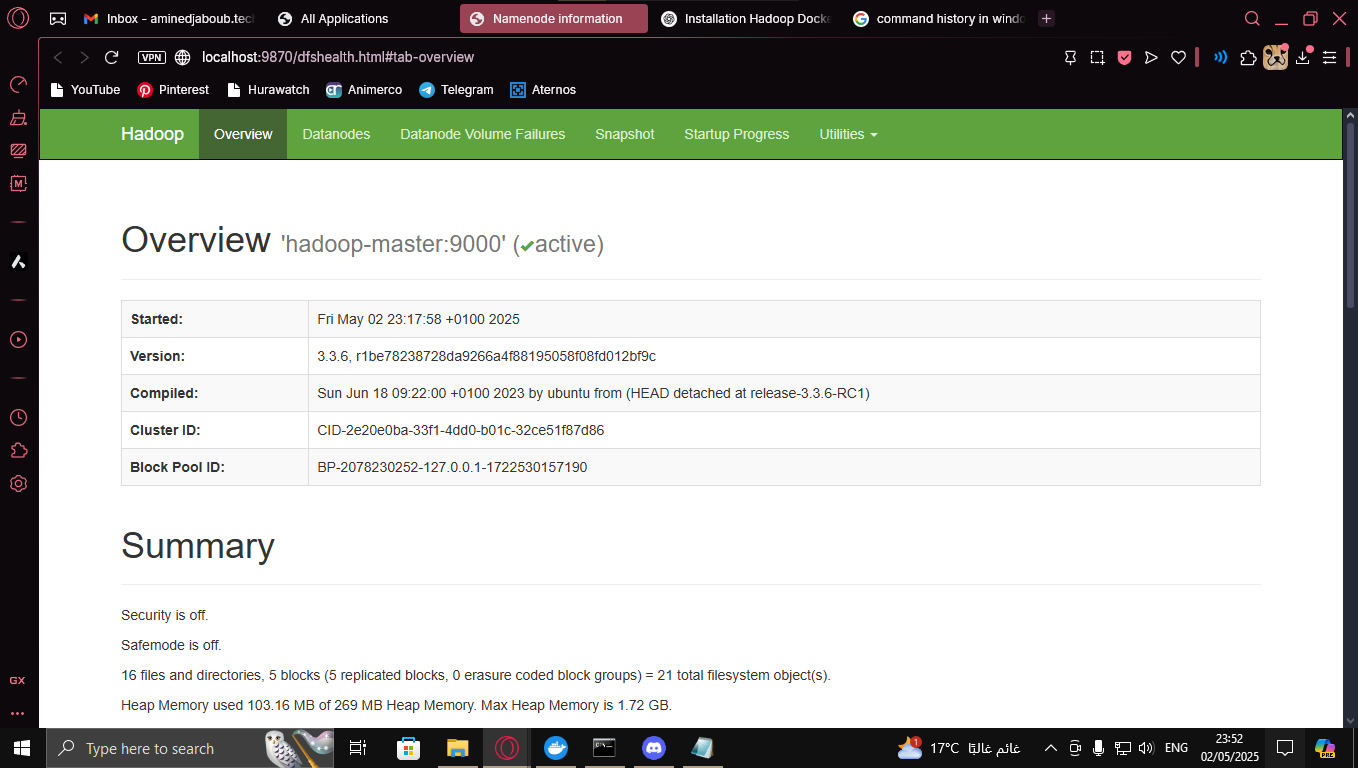 Inbox - aminedjaboub.tec
All Applications
Namenode information
Installation Hadoop Docke
command history in windo
VPN
localhost:9870/dfshealth.html#tab-overview
YouTube
Pinterest
Hurawatch
Animerco
Telegram
Aternos
Hadoop
Overview
Datanodes
Datanode Volume Failures
Snapshot
Startup Progress
Utilities
Overview 'hadoop-master:9000' (✔active)
Started: Fri May 02 23:17:58 +0100 2025
Version: 3.3.6, r1be78238728da9266a4f88195058f08fd012bf9c
Compiled: Sun Jun 18 09:22:00 +0100 2023 by ubuntu from (HEAD detached at release-3.3.6-RC1)
Cluster ID: CID-2e20e0ba-33f1-4dd0-b01c-32ce51f87d86
Block Pool ID: BP-2078230252-127.0.0.1-1722530157190
Summary
Security is off.
Safemode is off.
16 files and directories, 5 blocks (5 replicated blocks, 0 erasure coded block groups) = 21 total filesystem object(s).
Heap Memory used 103.16 MB of 269 MB Heap Memory. Max Heap Memory is 1.72 GB.
M
GX
Type here to search
1
17°C غائم غالبًا
ENG
23:52
02/05/2025
PRE